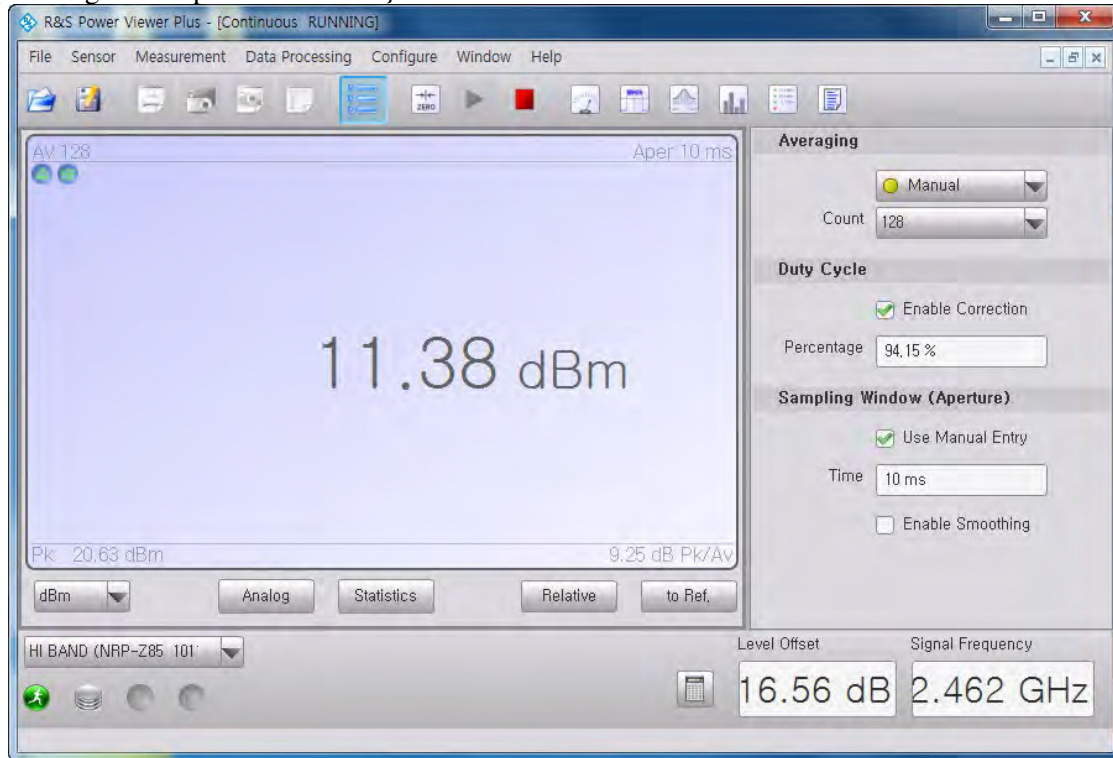 R&S Power Viewer Plus - [Continuous RUNNING]
File Sensor Measurement Data Processing Configure Window Help
ZERO
AV 128 Aper 10 ms
11.38 dBm
Pk 20.63 dBm 9.25 dB Pk/Av
dBm Analog Statistics Relative to Ref.
Averaging
Manual
Count 128
Duty Cycle
Enable Correction
Percentage 94.15 %
Sampling Window (Aperture)
Use Manual Entry
Time 10 ms
Enable Smoothing
HI BAND (NRP-Z85 101
Level Offset Signal Frequency
16.56 dB 2.462 GHz